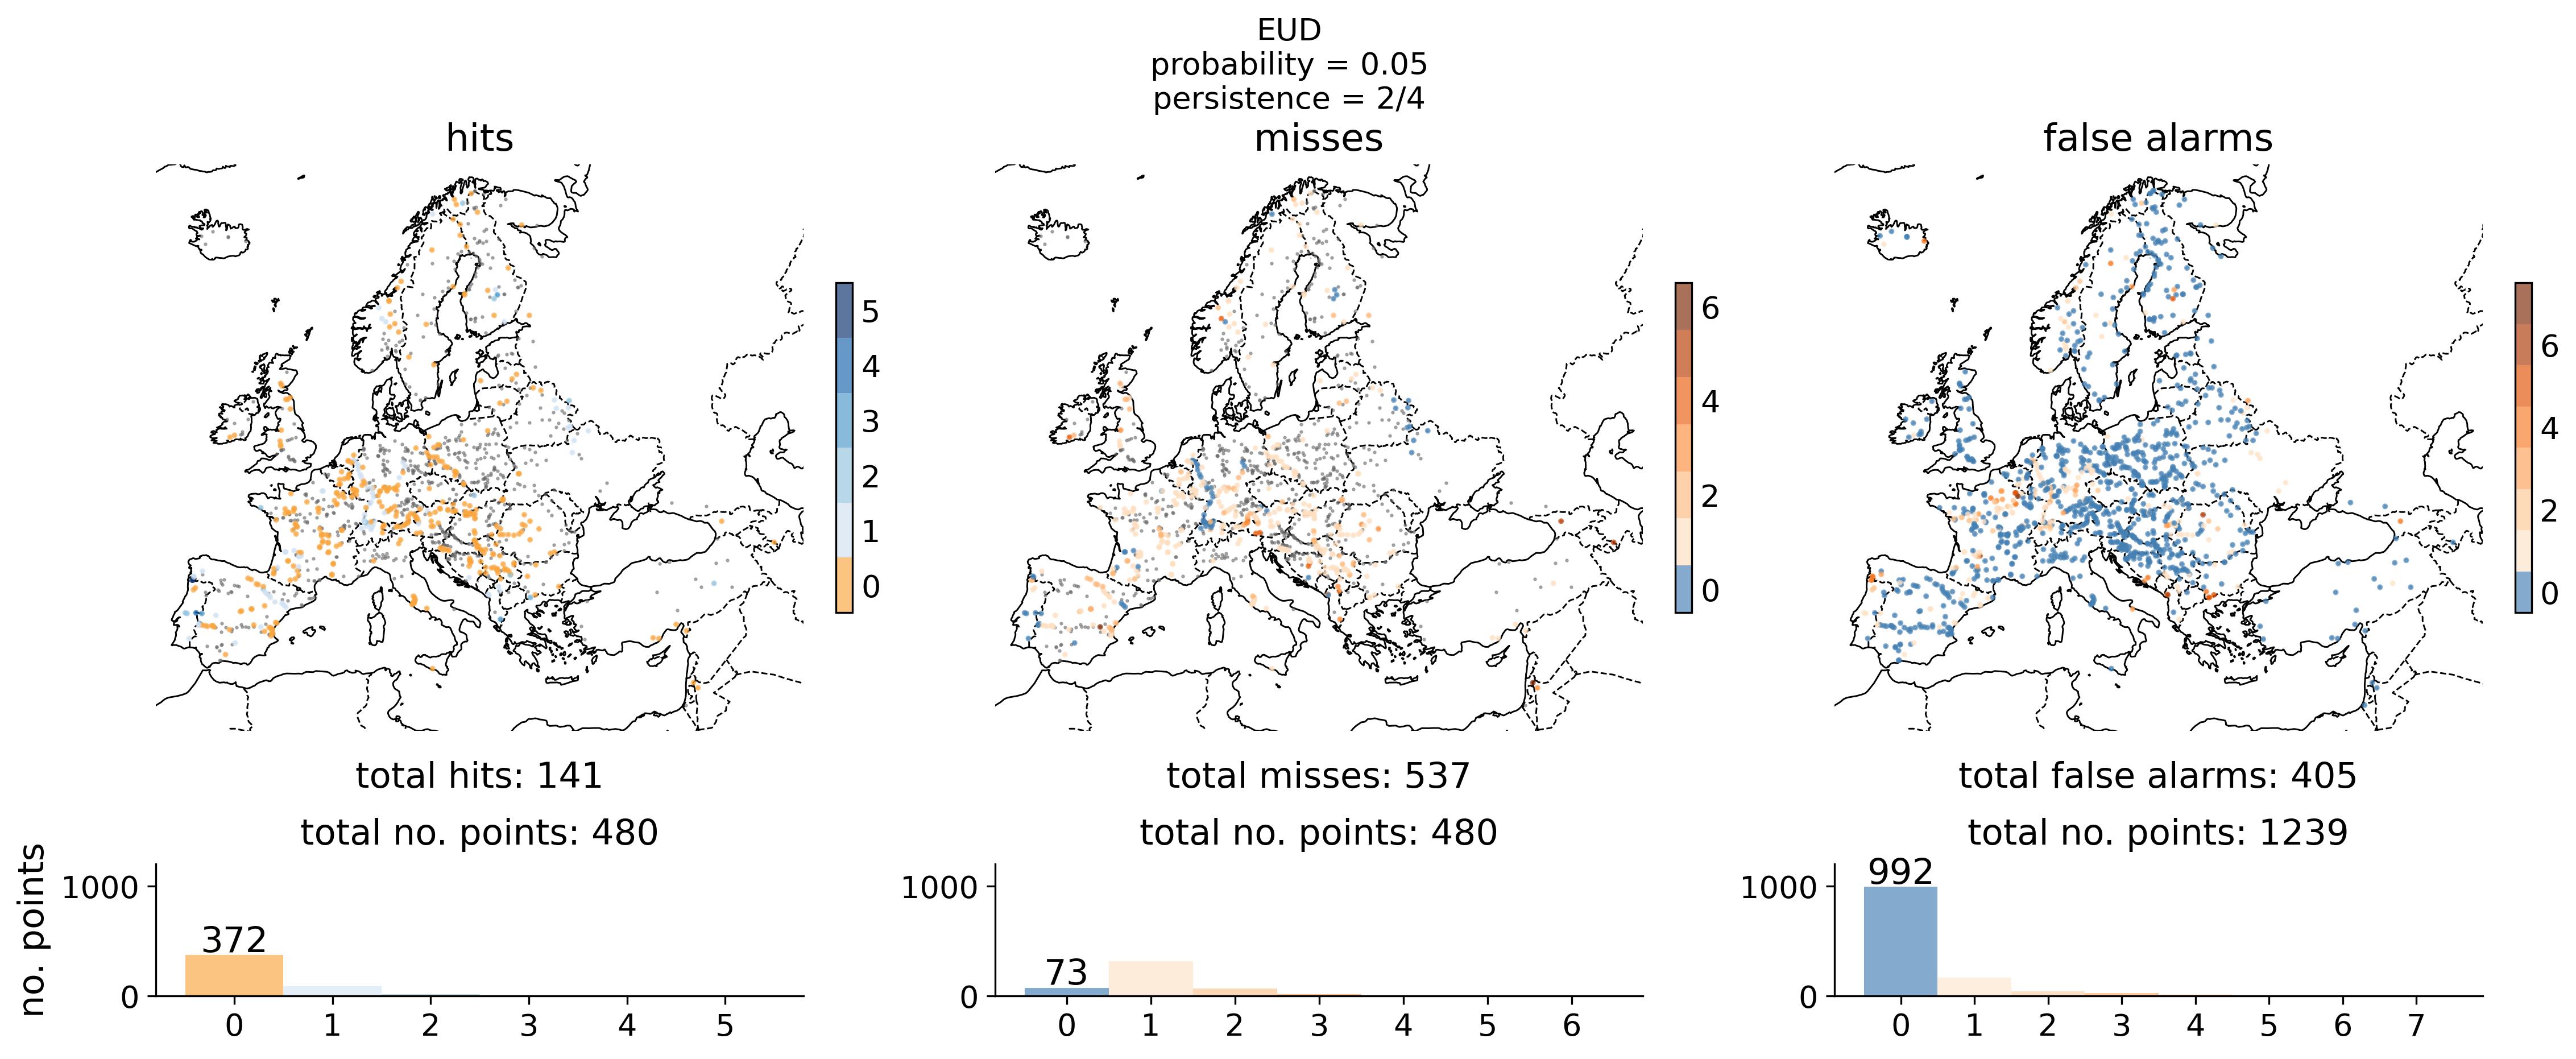 EUD
probability = 0.05
persistence = 2/4
hits
misses
false alarms
5
4
3
2
1
0
6
4
2
0
6
4
2
0
total hits: 141
total misses: 537
total false alarms: 405
total no. points: 480
total no. points: 480
total no. points: 1239
no. points
1000
0
372
0 1 2 3 4 5
1000
0
73
0 1 2 3 4 5 6
1000
0
992
0 1 2 3 4 5 6 7